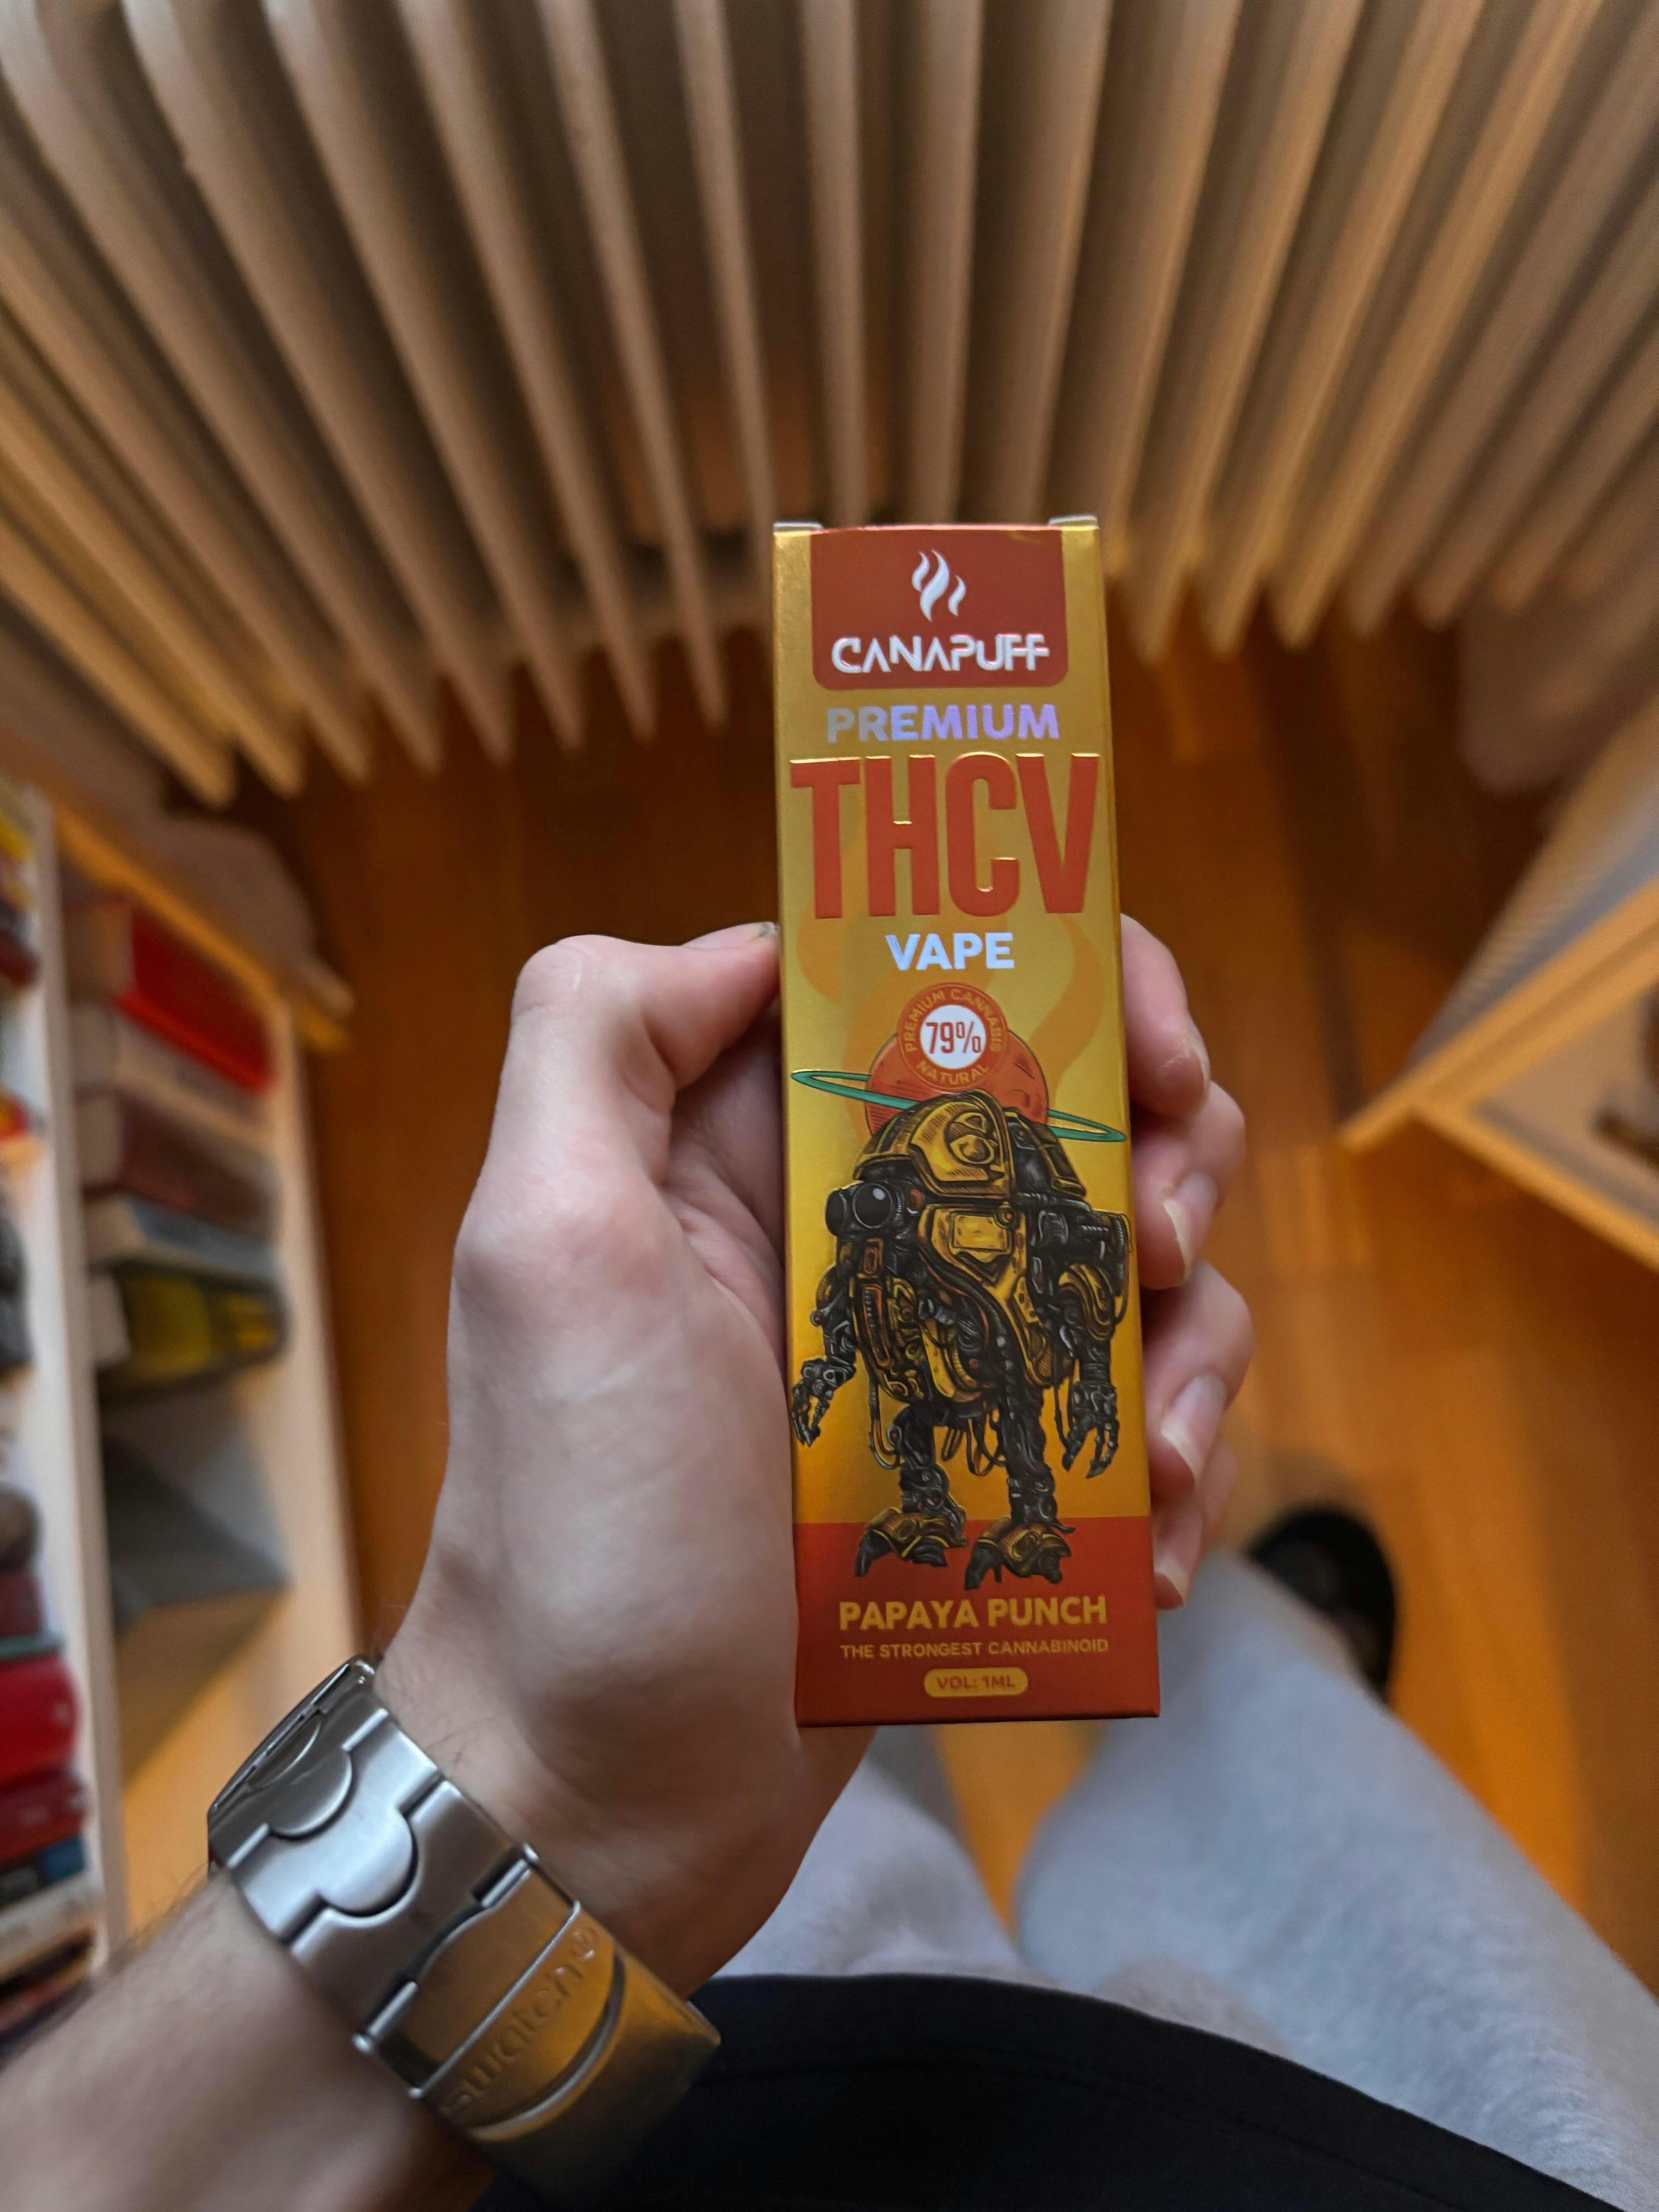 CANAPUFF
PREMIUM
THCV
VAPE
PREMIUM CANNABIS
79%
NATURAL
PAPAYA PUNCH
THE STRONGEST CANNABINOID
VOL: 1ML
swatch